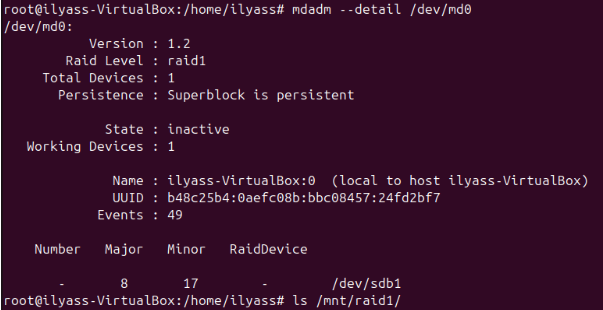 root@ilyass-VirtualBox:/home/ilyass# mdadm --detail /dev/md0
/dev/md0:
Version : 1.2
Raid Level : raid1
Total Devices : 1
Persistence : Superblock is persistent
State : inactive
Working Devices : 1
Name : ilyass-VirtualBox:0 (local to host ilyass-VirtualBox)
UUID : b48c25b4:0aefc08b:bbc08457:24fd2bf7
Events : 49
Number Major Minor RaidDevice
- 8 17 - /dev/sdb1
root@ilyass-VirtualBox:/home/ilyass# ls /mnt/raid1/